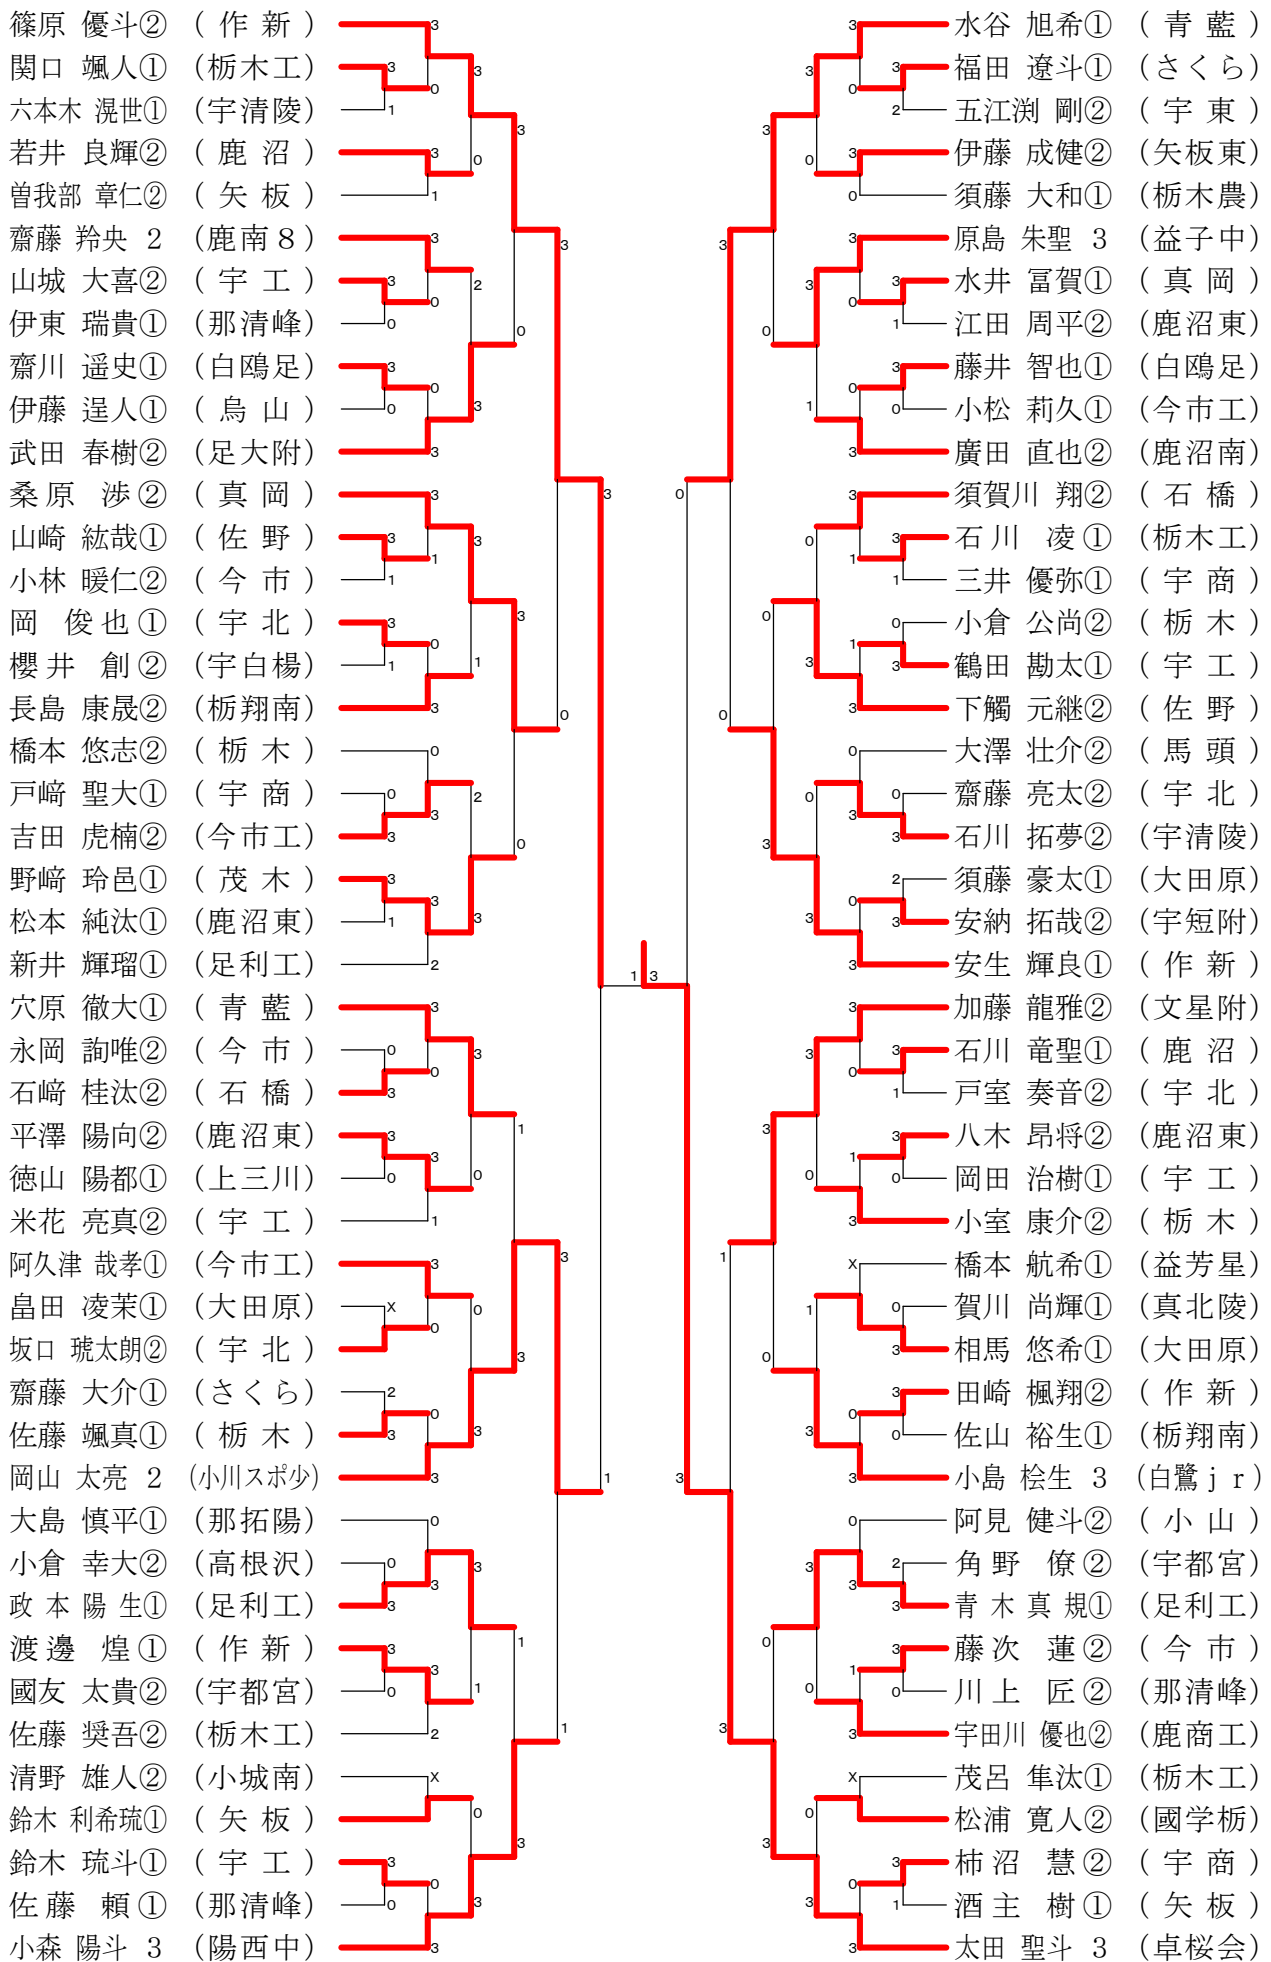 篠原 優斗② （ 作 新 ）
関口 颯人① （栃木工）
六本木 滉世① （宇清陵）
若井 良輝② （ 鹿 沼 ）
曽我部 章仁② （ 矢 板 ）
齋藤 羚央 2 （鹿南８）
山城 大喜② （ 宇 工 ）
伊東 瑞貴① （那清峰）
齋川 遥史① （白鴎足）
伊藤 逞人① （ 烏 山 ）
武田 春樹② （足大附）
桑原 渉② （ 真 岡 ）
山崎 紘哉① （ 佐 野 ）
小林 暖仁② （ 今 市 ）
岡 俊也① （ 宇 北 ）
櫻井 創② （宇白楊）
長島 康晟② （栃翔南）
橋本 悠志② （ 栃 木 ）
戸﨑 聖大① （ 宇 商 ）
吉田 虎楠② （今市工）
野﨑 玲邑① （ 茂 木 ）
松本 純汰① （鹿沼東）
新井 輝瑠① （足利工）
穴原 徹大① （ 青 藍 ）
永岡 詢唯② （ 今 市 ）
石﨑 桂汰② （ 石 橋 ）
平澤 陽向② （鹿沼東）
徳山 陽都① （上三川）
米花 亮真② （ 宇 工 ）
阿久津 哉孝① （今市工）
畠田 凌茉① （大田原）
坂口 琥太朗② （ 宇 北 ）
齋藤 大介① （さくら）
佐藤 颯真① （ 栃 木 ）
岡山 太亮 2 （小川スポ少）
大島 慎平① （那拓陽）
小倉 幸大② （高根沢）
政 本 陽 生① （足利工）
渡邊 煌① （ 作 新 ）
國友 太貴② （宇都宮）
佐藤 奨吾② （栃木工）
清野 雄人② （小城南）
鈴木 利希琉① （ 矢 板 ）
鈴木 琉斗① （ 宇 工 ）
佐藤 頼① （那清峰）
小森 陽斗 3 （陽西中）
水谷 旭希① （ 青 藍 ）
福田 遼斗① （さくら）
五江渕 剛② （ 宇 東 ）
伊藤 成健② （矢板東）
須藤 大和① （栃木農）
原島 朱聖 3 （益子中）
水井 冨賀① （ 真 岡 ）
江田 周平② （鹿沼東）
藤井 智也① （白鴎足）
小松 莉久① （今市工）
廣田 直也② （鹿沼南）
須賀川 翔② （ 石 橋 ）
石川 凌① （栃木工）
三井 優弥① （ 宇 商 ）
小倉 公尚② （ 栃 木 ）
鶴田 勘太① （ 宇 工 ）
下觸 元継② （ 佐 野 ）
大澤 壮介② （ 馬 頭 ）
齋藤 亮太② （ 宇 北 ）
石川 拓夢② （宇清陵）
須藤 豪太① （大田原）
安納 拓哉② （宇短附）
安生 輝良① （ 作 新 ）
加藤 龍雅② （文星附）
石川 竜聖① （ 鹿 沼 ）
戸室 奏音② （ 宇 北 ）
八木 昂将② （鹿沼東）
岡田 治樹① （ 宇 工 ）
小室 康介② （ 栃 木 ）
橋本 航希① （益芳星）
賀川 尚輝① （真北陵）
相馬 悠希① （大田原）
田崎 楓翔② （ 作 新 ）
佐山 裕生① （栃翔南）
小島 桧生 3 （白鷺ｊｒ）
阿見 健斗② （ 小 山 ）
角野 僚② （宇都宮）
青 木 真 規① （足利工）
藤次 蓮② （ 今 市 ）
川上 匠② （那清峰）
宇田川 優也② （鹿商工）
茂呂 隼汰① （栃木工）
松浦 寛人② （國学栃）
柿沼 慧② （ 宇 商 ）
酒主 樹① （ 矢 板 ）
太田 聖斗 3 （卓桜会）